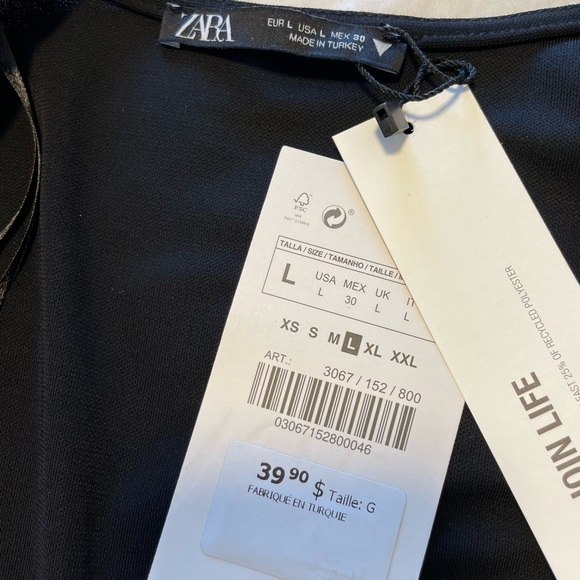 ZARA
EUR L USA L MEX 30
MADE IN TURKEY
FSC
TALLA / SIZE / TAMANHO / TAILLE /
L
USA MEX UK
L 30 L L
XS S M L XL XXL
ART.: 3067 / 152 / 800
03067152800046
39 90 $ Taille: G
FABRIQUÉ EN TURQUIE
JOIN LIFE
25% OF RECYCLED POLYESTER